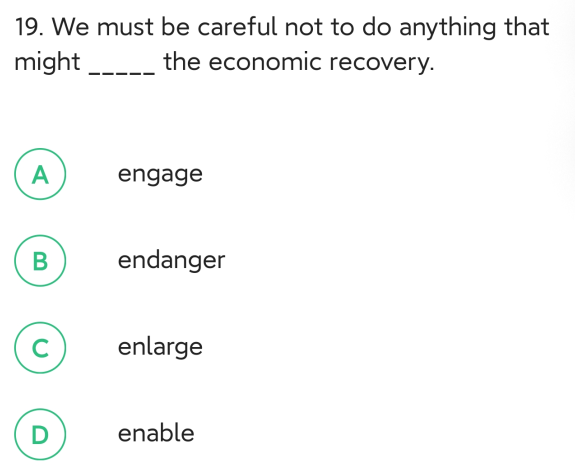 19. We must be careful not to do anything that
might _____ the economic recovery.
A engage
B endanger
C enlarge
D enable